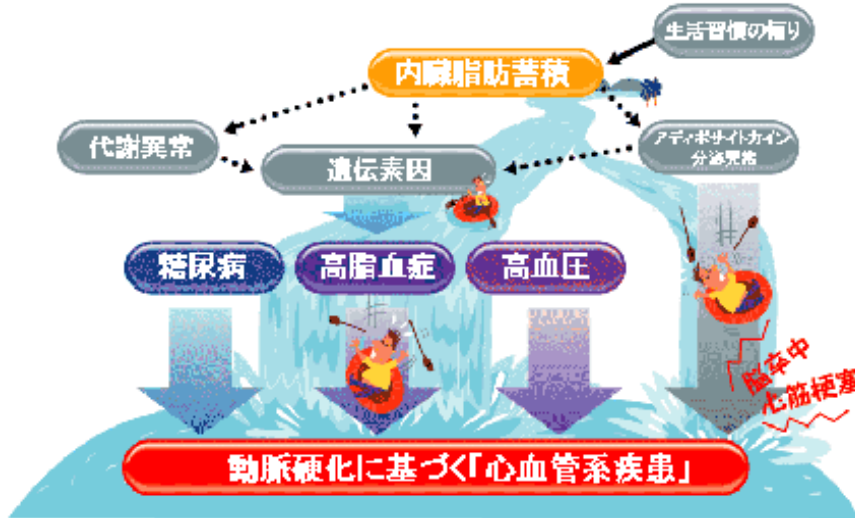 生活習慣の偏り
内臓脂肪蓄積
代謝異常
遺伝素因
アディポサイトカイン
分泌異常
糖尿病
高脂血症
高血圧
脳卒中
心筋梗塞
動脈硬化に基づく「心血管系疾患」